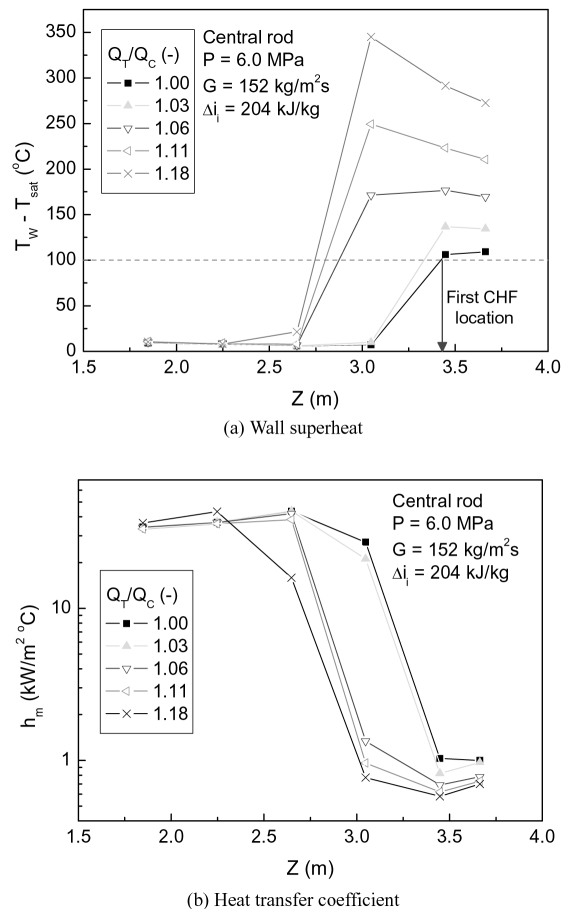 350
300
250
200
150
100
50
0
T_W - T_sat (°C)
Q_T/Q_C (-)
1.00
1.03
1.06
1.11
1.18
Central rod
P = 6.0 MPa
G = 152 kg/m²s
Δi_i = 204 kJ/kg
First CHF
location
1.5 2.0 2.5 3.0 3.5 4.0
Z (m)
(a) Wall superheat
10
1
h_m (kW/m² °C)
Central rod
P = 6.0 MPa
G = 152 kg/m²s
Δi_i = 204 kJ/kg
Q_T/Q_C (-)
1.00
1.03
1.06
1.11
1.18
1.5 2.0 2.5 3.0 3.5 4.0
Z (m)
(b) Heat transfer coefficient